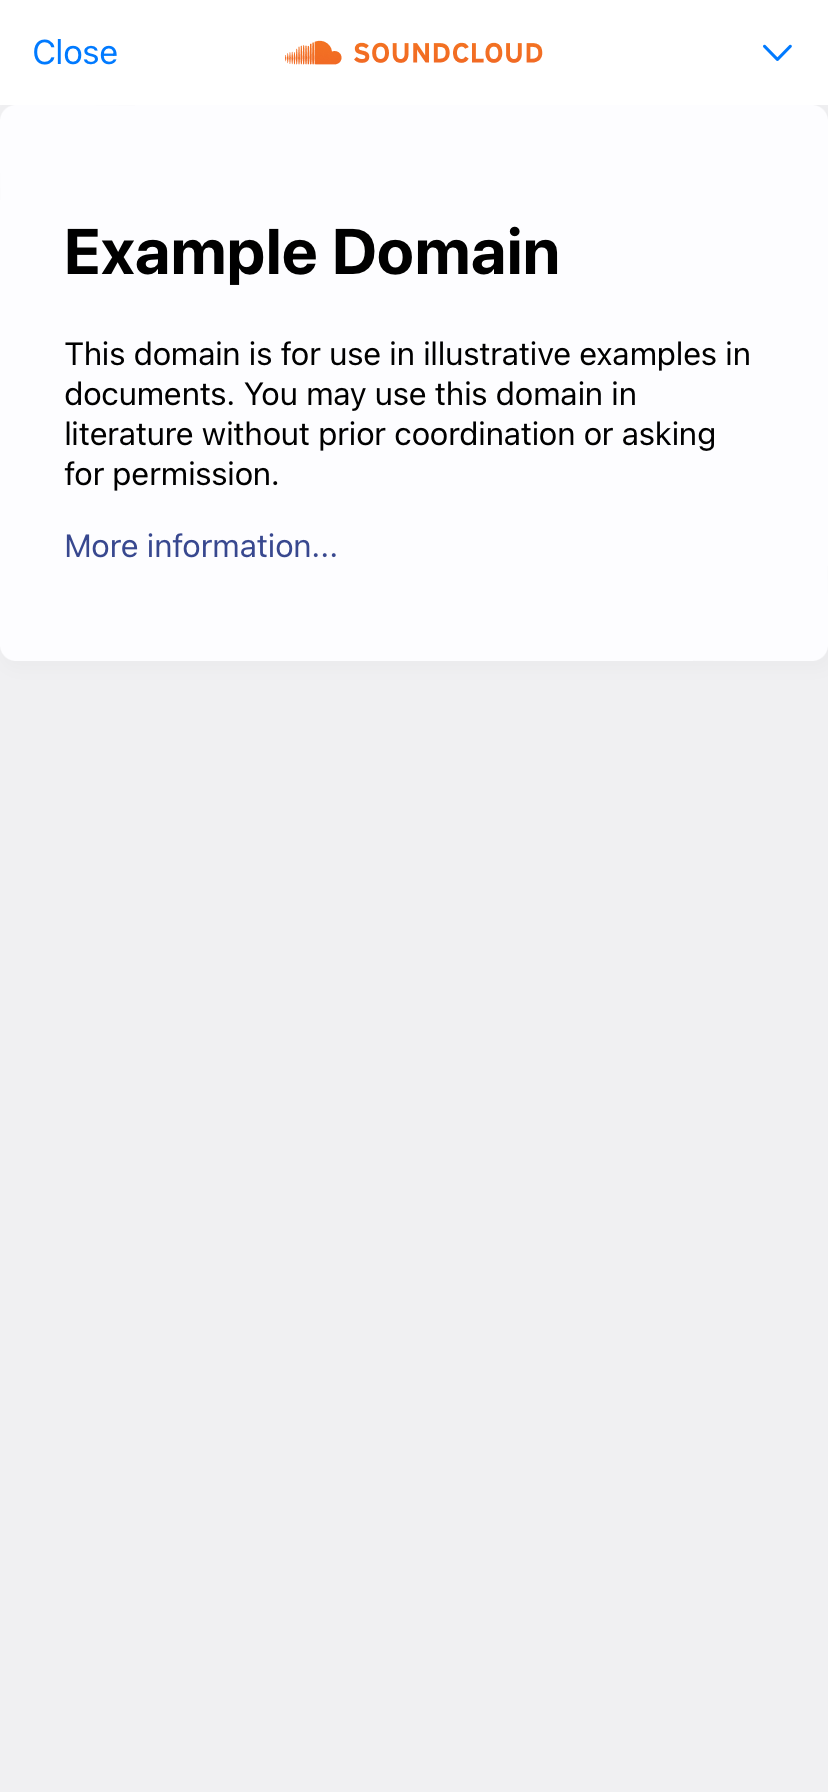 Close
SOUNDCLOUD
Example Domain
This domain is for use in illustrative examples in
documents. You may use this domain in
literature without prior coordination or asking
for permission.
More information...